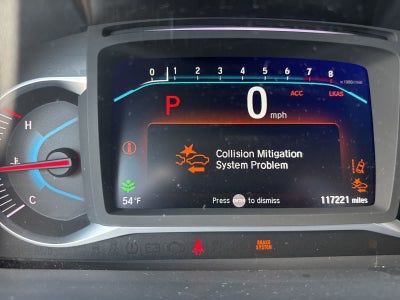 0 1 2 3 4 5 6 7 8 x1000r/min
ACC LKAS
P 0 mph
H
Collision Mitigation
System Problem
C
54°F Press ENTER to dismiss 117221 miles
BRAKE
SYSTEM